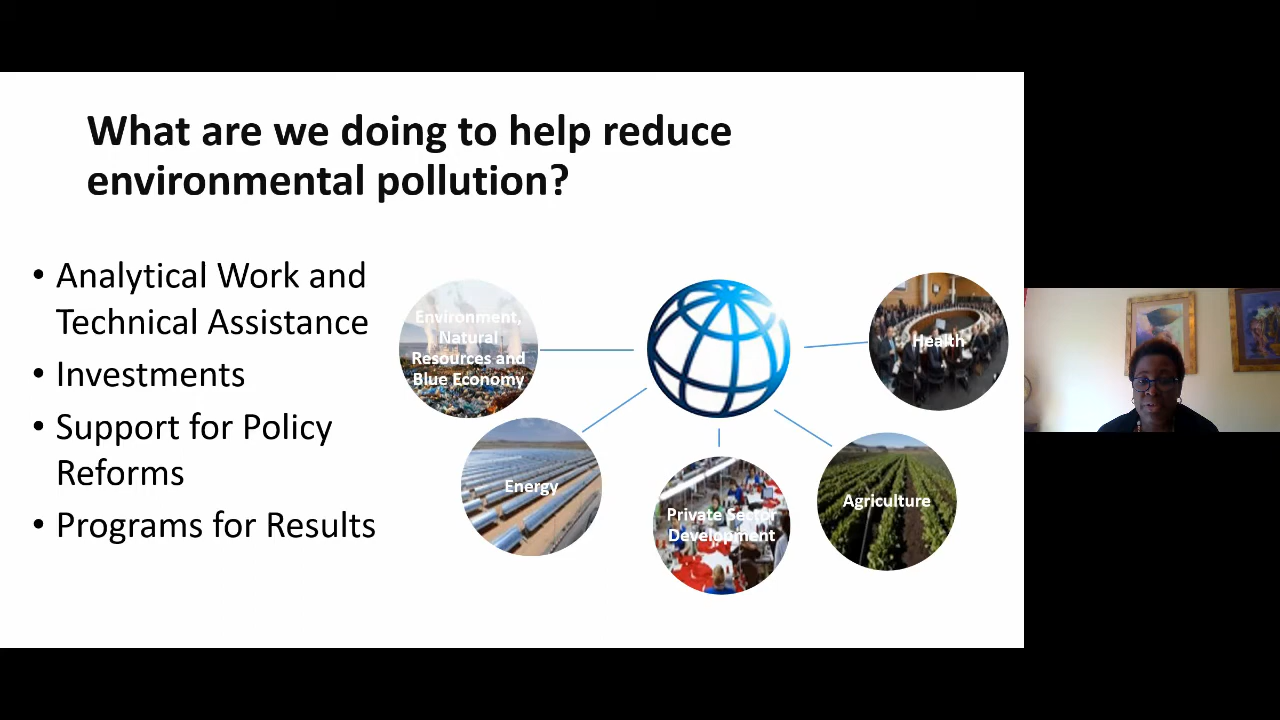 What are we doing to help reduce
environmental pollution?
• Analytical Work and
Technical Assistance
• Investments
• Support for Policy
Reforms
• Programs for Results
Environment,
Natural
Resources and
Blue Economy
Health
Energy
Private Sector
Development
Agriculture